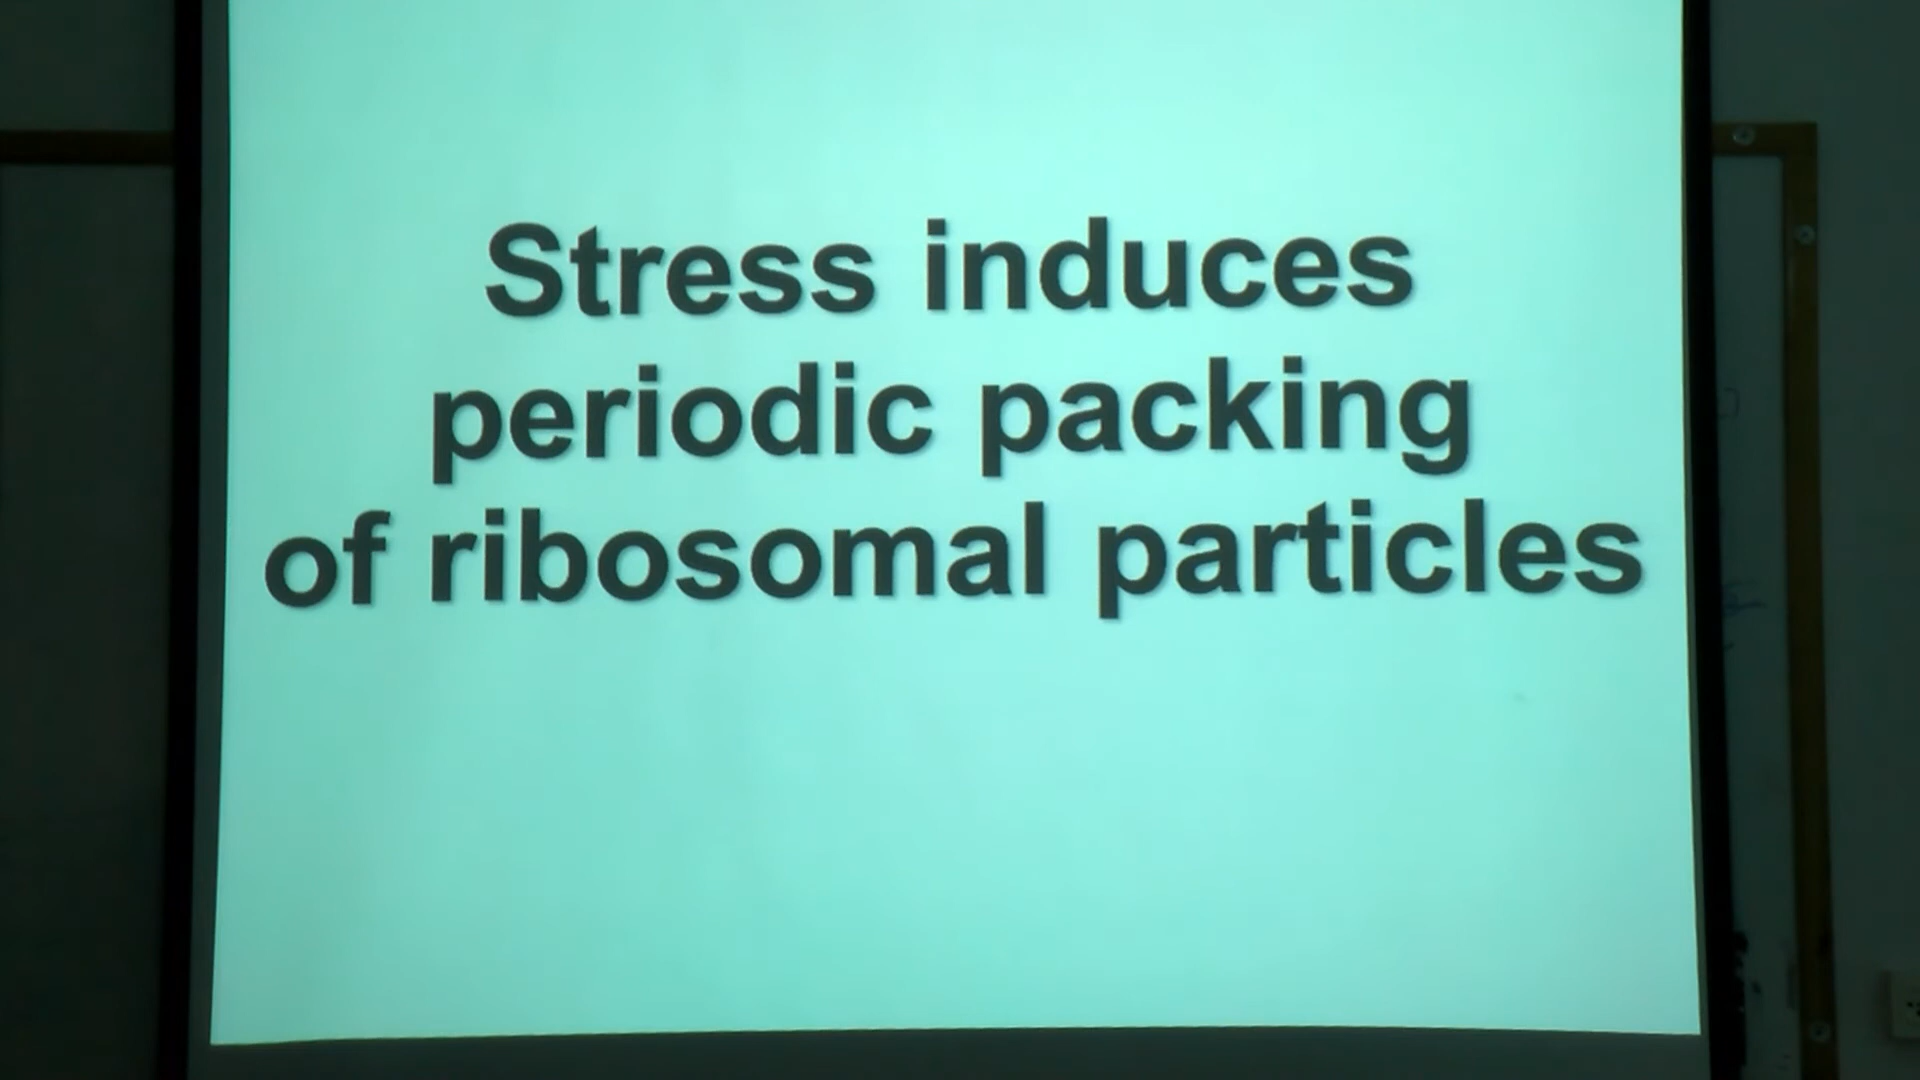 Stress induces
periodic packing
of ribosomal particles